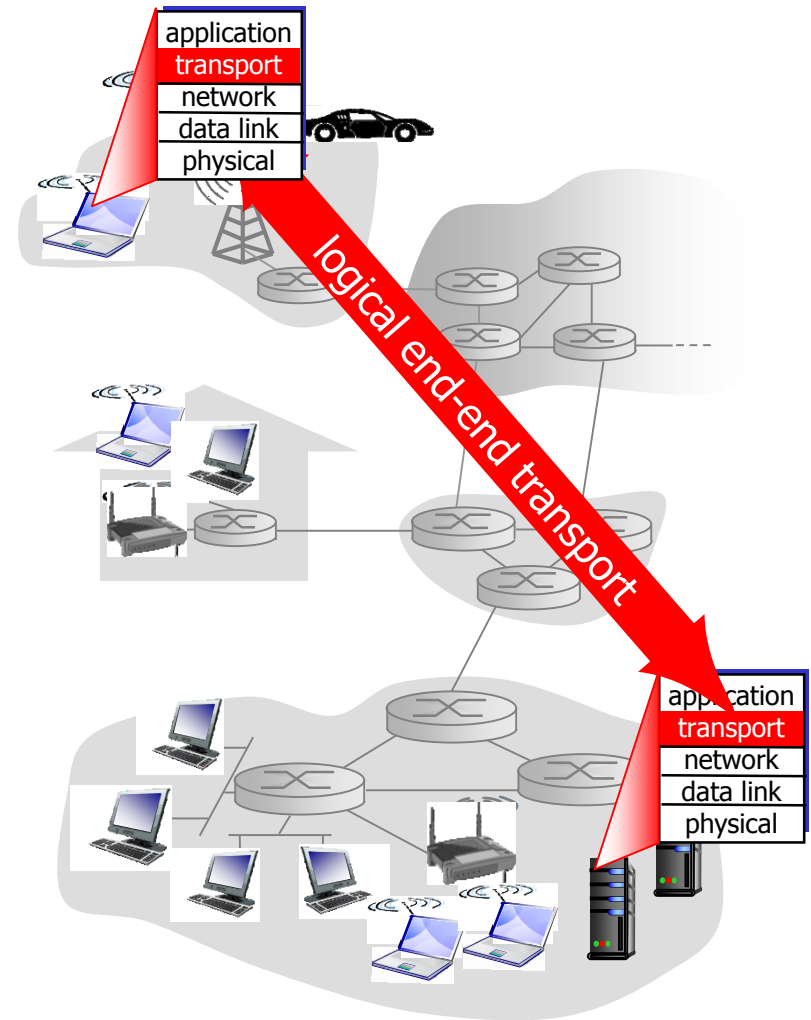 application
transport
network
data link
physical
logical end-end transport
application
transport
network
data link
physical